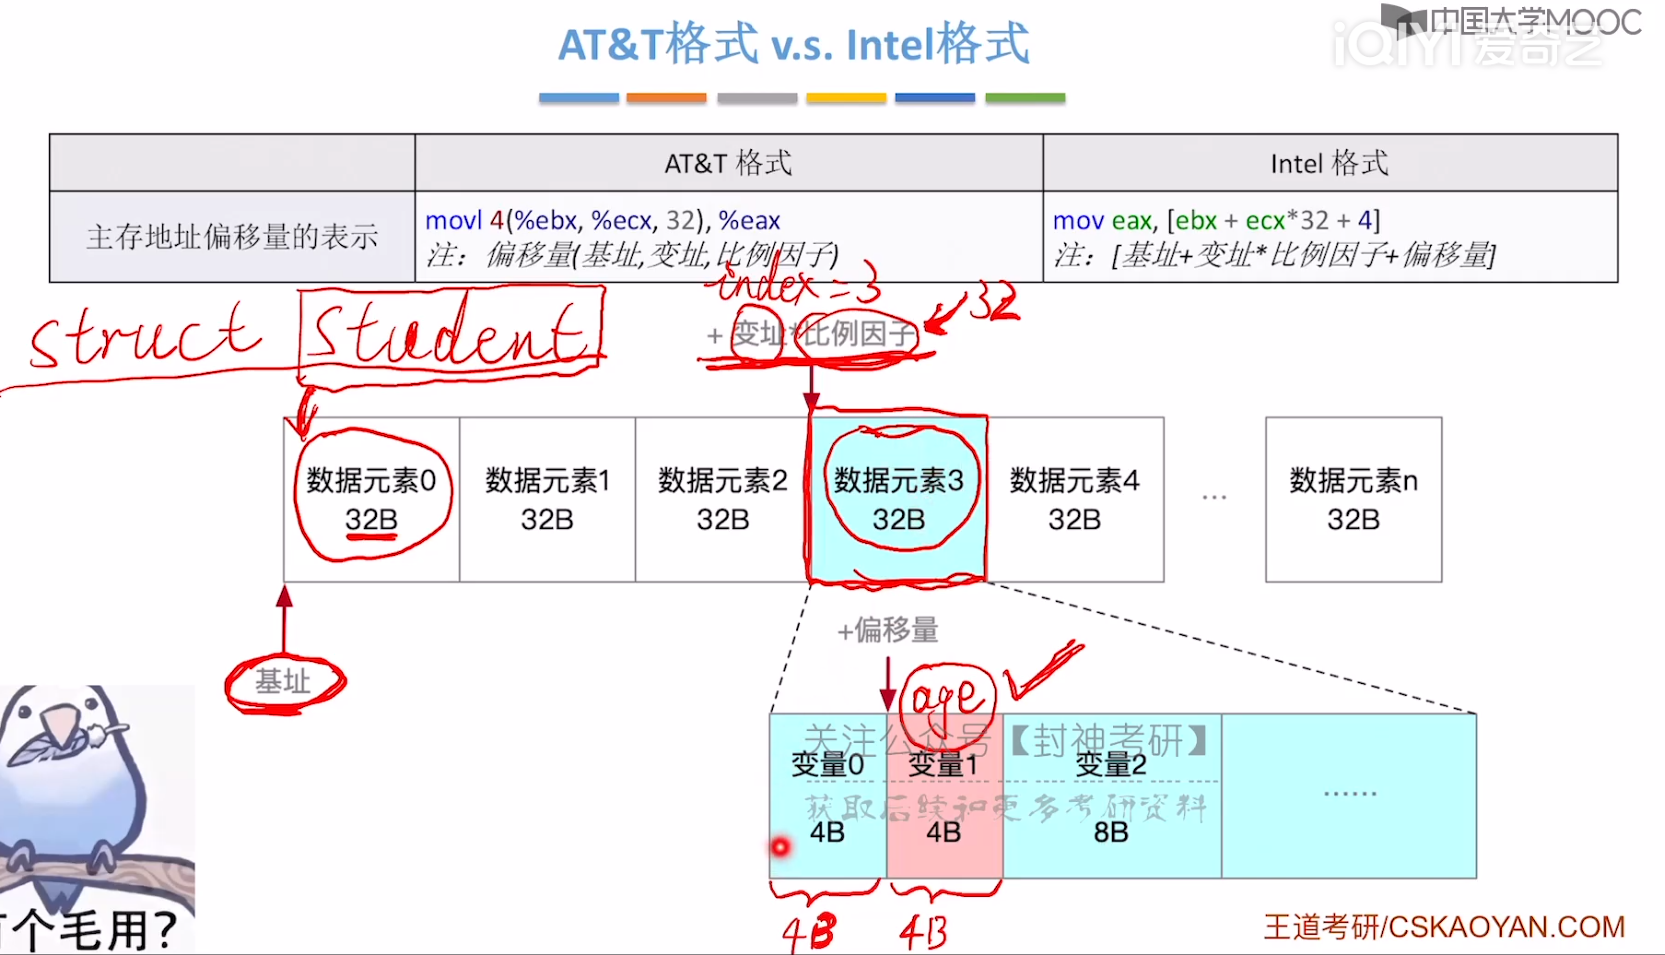 中国大学MOOC
iQIYI 爱奇艺
AT&T格式 v.s. Intel格式
AT&T 格式
Intel 格式
主存地址偏移量的表示
movl 4(%ebx, %ecx, 32), %eax
注：偏移量(基址,变址,比例因子)
mov eax, [ebx + ecx*32 + 4]
注：[基址+变址*比例因子+偏移量]
index=3
32
struct Student
+ 变址*比例因子
数据元素0
32B
数据元素1
32B
数据元素2
32B
数据元素3
32B
数据元素4
32B
...
数据元素n
32B
+偏移量
基址
age
关注公众号【封神考研】
变量0
变量1
变量2
......
获取后续和更多考研资料
4B
4B
8B
4B
4B
个毛用?
王道考研/CSKAOYAN.COM